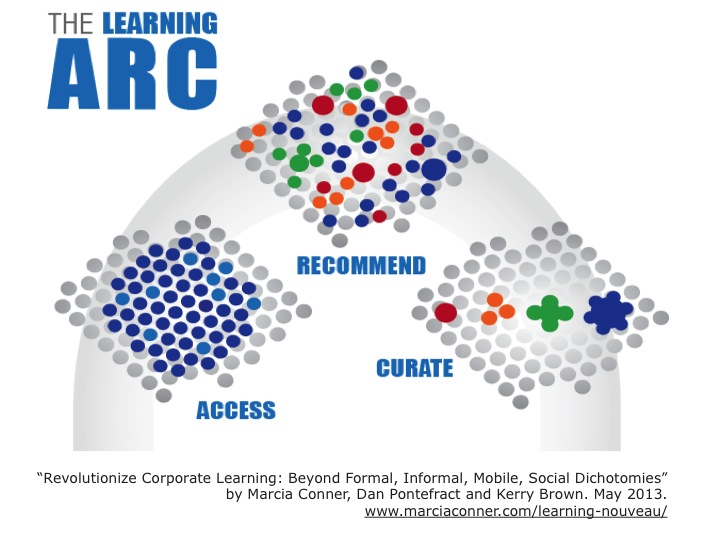 THE LEARNING
ARC
RECOMMEND
CURATE
ACCESS
“Revolutionize Corporate Learning: Beyond Formal, Informal, Mobile, Social Dichotomies”
by Marcia Conner, Dan Pontefract and Kerry Brown. May 2013.
www.marciaconner.com/learning-nouveau/